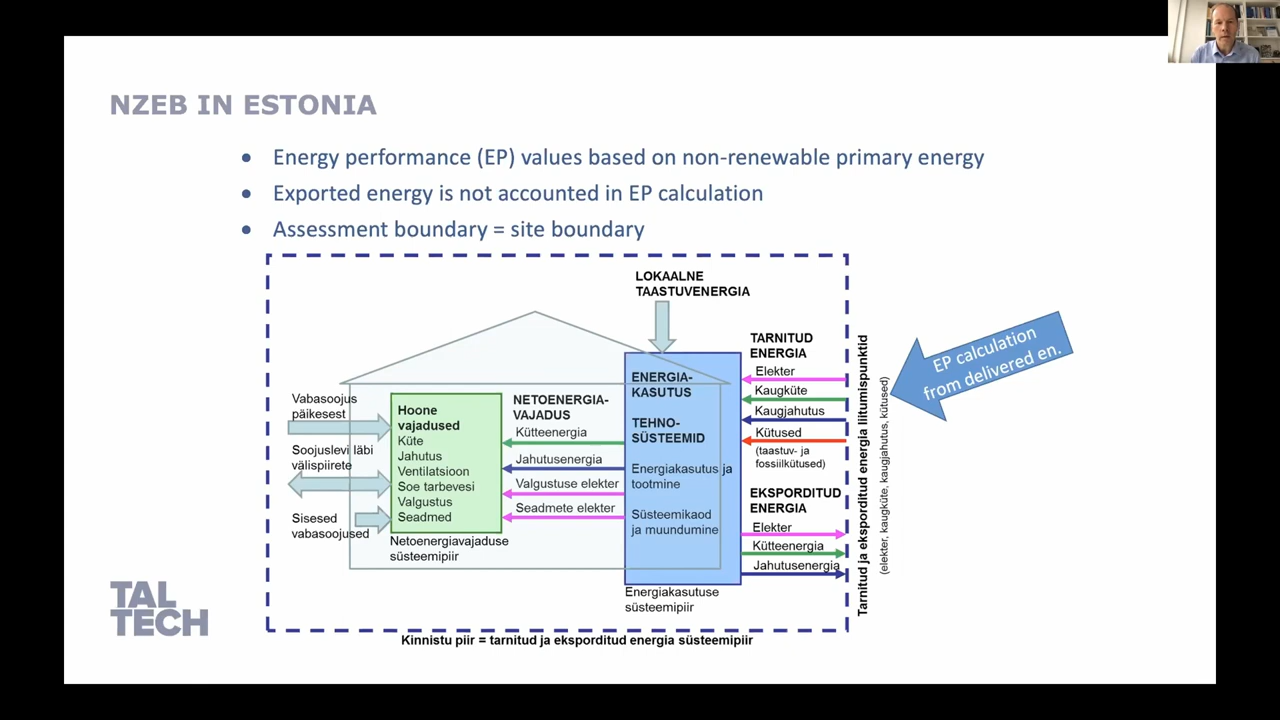 NZEB IN ESTONIA
• Energy performance (EP) values based on non-renewable primary energy
• Exported energy is not accounted in EP calculation
• Assessment boundary = site boundary
LOKAALNE
TAASTUVENERGIA
Vabasoojus
päikesest
Soojuslevi läbi
välispiirete
Sisesed
vabasoojused
Hoone
vajadused
Küte
Jahutus
Ventilatsioon
Soe tarbevesi
Valgustus
Seadmed
Netoenergiavajaduse
süsteemipiir
NETOENERGIA-
VAJADUS
Kütteenergia
Jahutusenergia
Valgustuse elekter
Seadmete elekter
ENERGIA-
KASUTUS
TEHNO-
SÜSTEEMID
Energiakasutus ja
tootmine
Süsteemikaod
ja muundumine
Energiakasutuse
süsteemipiir
TARNITUD
ENERGIA
Elekter
Kaugküte
Kaugjahutus
Kütused
(taastuv- ja
fossiilkütused)
EKSPORDITUD
ENERGIA
Elekter
Kütteenergia
Jahutusenergia
Tarnitud ja eksporditud energia liitumispunktid
(elekter, kaugküte, kaugjahutus, kütused)
EP calculation
from delivered en.
Kinnistu piir = tarnitud ja eksporditud energia süsteemipiir
TAL
TECH